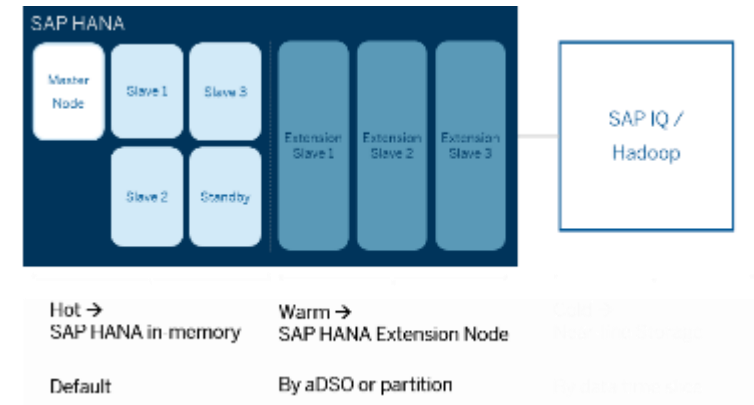 SAP HANA
Master
Node
Slave 1
Slave 3
Slave 2
Standby
Extension
Slave 1
Extension
Slave 2
Extension
Slave 3
SAP IQ /
Hadoop
Hot →
SAP HANA in-memory
Default
Warm →
SAP HANA Extension Node
By aDSO or partition